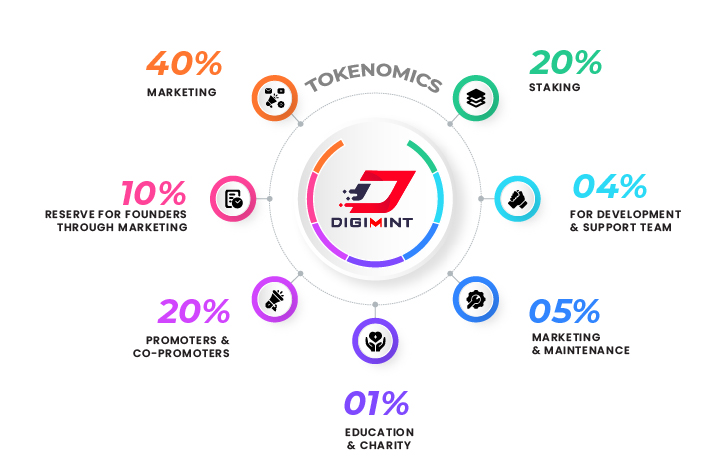 TOKENOMICS
40%
MARKETING
20%
STAKING
10%
RESERVE FOR FOUNDERS
THROUGH MARKETING
04%
FOR DEVELOPMENT
& SUPPORT TEAM
DIGIMINT
20%
PROMOTERS &
CO-PROMOTERS
05%
MARKETING
& MAINTENANCE
01%
EDUCATION
& CHARITY